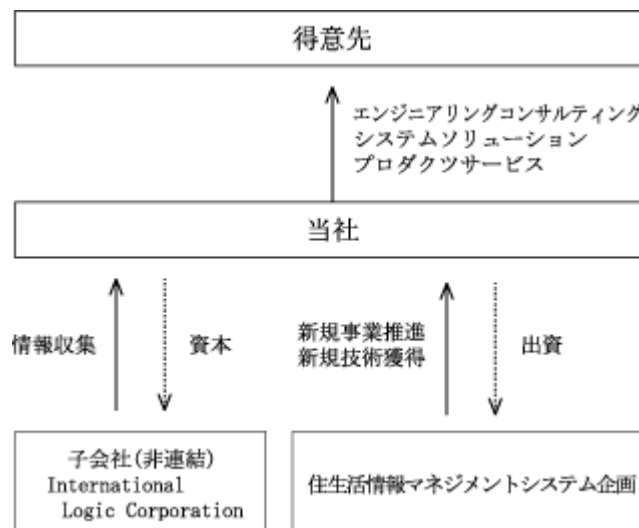 得意先
エンジニアリングコンサルティング
システムソリューション
プロダクツサービス
当社
情報収集
資本
新規事業推進
新規技術獲得
出資
子会社(非連結)
International
Logic Corporation
住生活情報マネジメントシステム企画